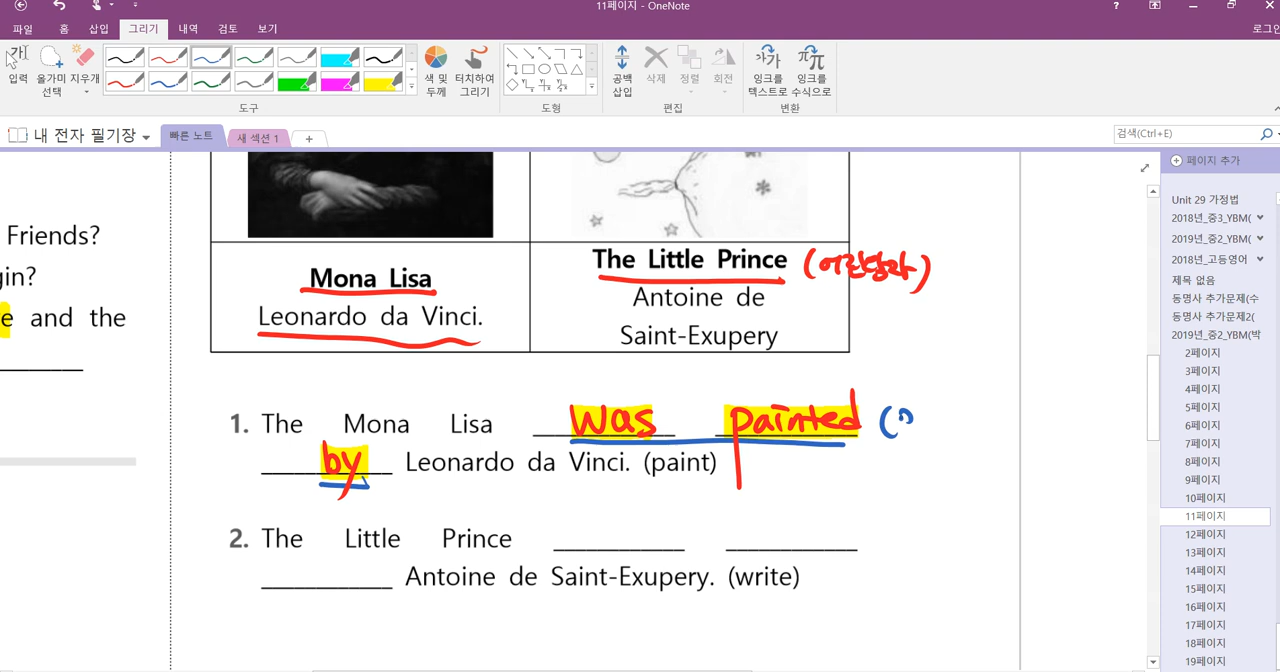 11페이지 - OneNote
?
파일 홈 삽입 그리기 내역 검토 보기
로그인
입력
올가미
선택
지우개
색 및
두께
터치하여
그리기
공백
삽입
삭제
정렬
회전
잉크를
텍스트로
잉크를
수식으로
도구
도형
편집
변환
내 전자 필기장
빠른 노트
새 섹션 1
+
검색(Ctrl+E)
페이지 추가
Unit 29 가정법
2018년_중3_YBM(
2019년_중2_YBM(
2018년_고등영어
제목 없음
동명사 추가문제(수
동명사 추가문제2(
2019년_중2_YBM(박
2페이지
3페이지
4페이지
5페이지
6페이지
7페이지
8페이지
9페이지
10페이지
11페이지
12페이지
13페이지
14페이지
15페이지
16페이지
17페이지
18페이지
19페이지
Friends?
gin?
e and the
Mona Lisa
Leonardo da Vinci.
The Little Prince (어린왕자)
Antoine de
Saint-Exupery
1. The Mona Lisa was painted
by Leonardo da Vinci. (paint)
2. The Little Prince ____________ ____________
____________ Antoine de Saint-Exupery. (write)